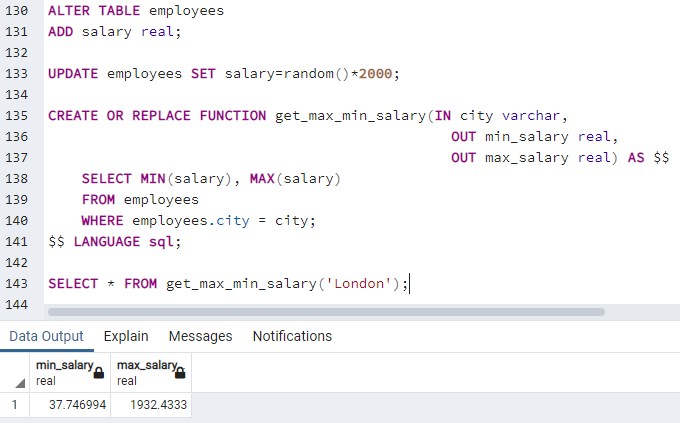 130 ALTER TABLE employees
131 ADD salary real;
132
133 UPDATE employees SET salary=random()*2000;
134
135 CREATE OR REPLACE FUNCTION get_max_min_salary(IN city varchar,
136 OUT min_salary real,
137 OUT max_salary real) AS $$
138 SELECT MIN(salary), MAX(salary)
139 FROM employees
140 WHERE employees.city = city;
141 $$ LANGUAGE sql;
142
143 SELECT * FROM get_max_min_salary('London');
144
Data Output Explain Messages Notifications
min_salary max_salary
real real
1 37.746994 1932.4333